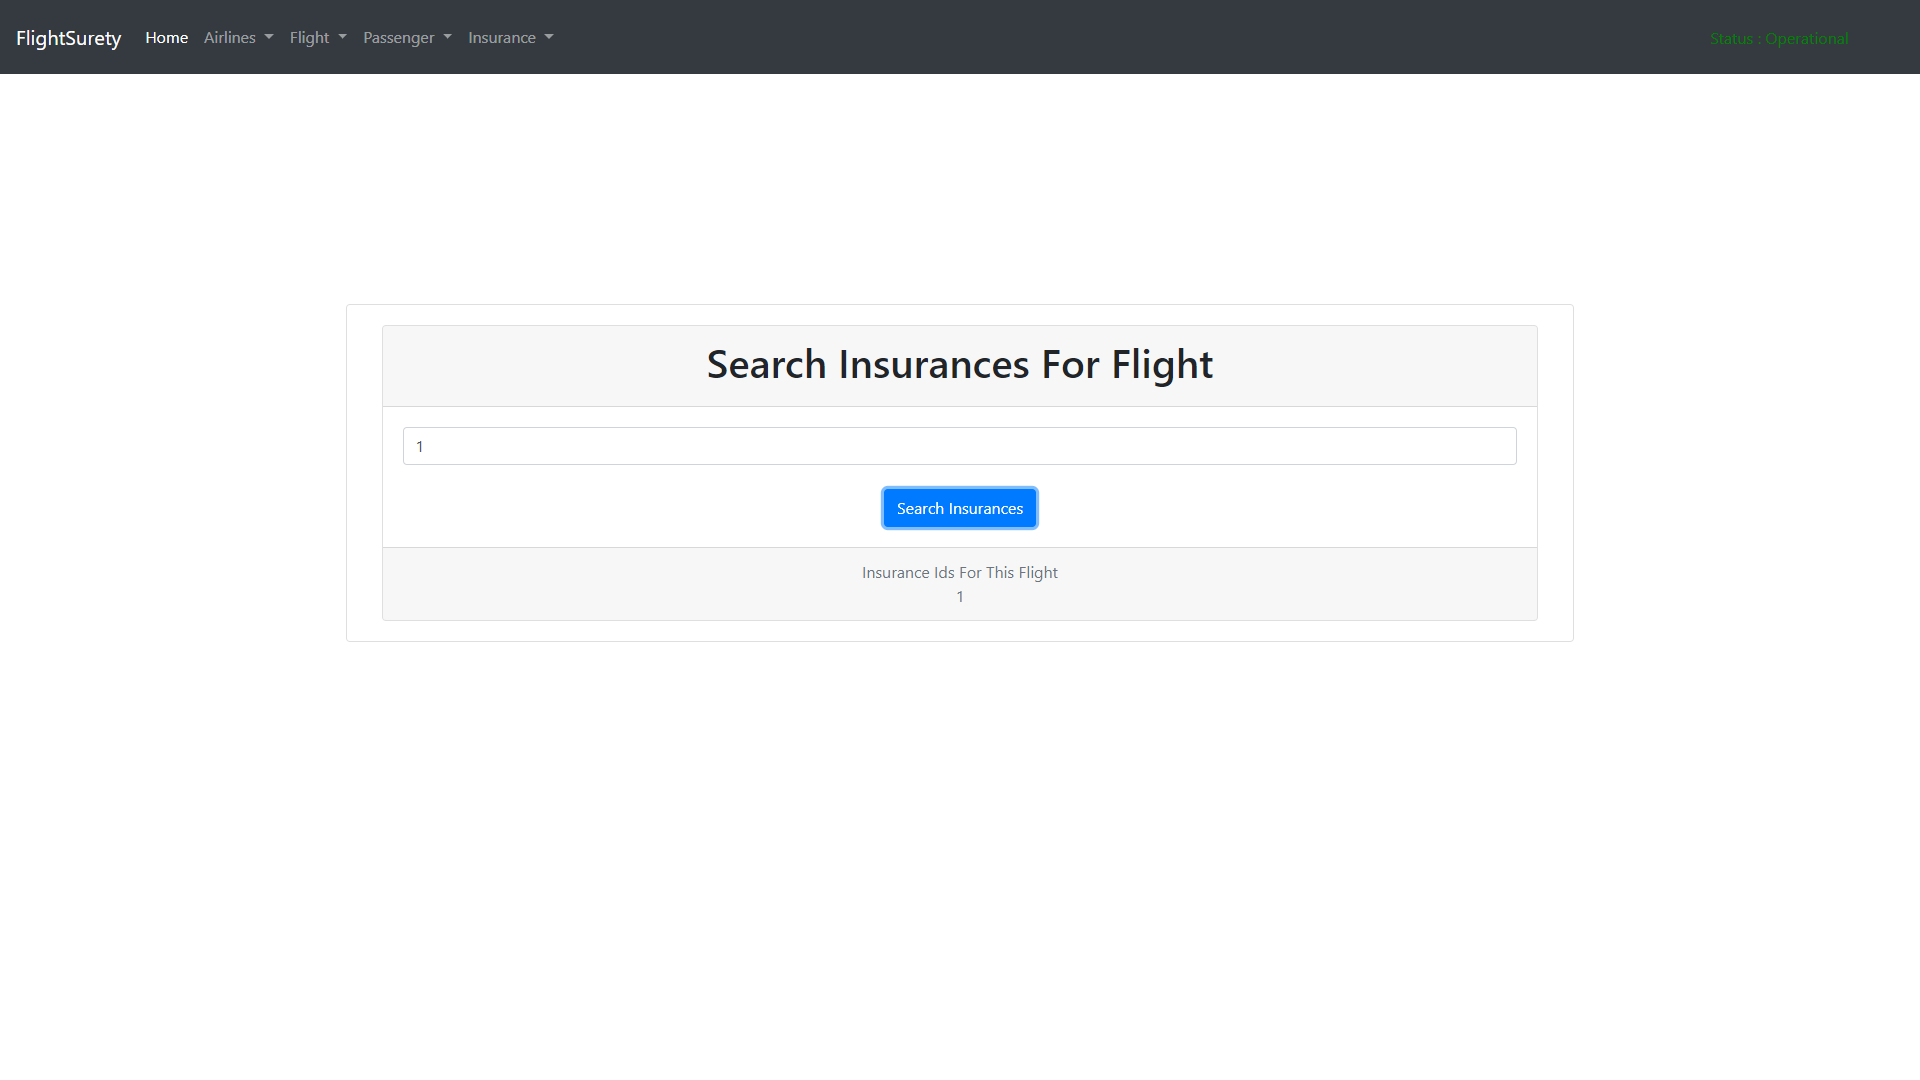 FlightSurety Home Airlines Flight Passenger Insurance Status : Operational
Search Insurances For Flight
1
Search Insurances
Insurance Ids For This Flight
1